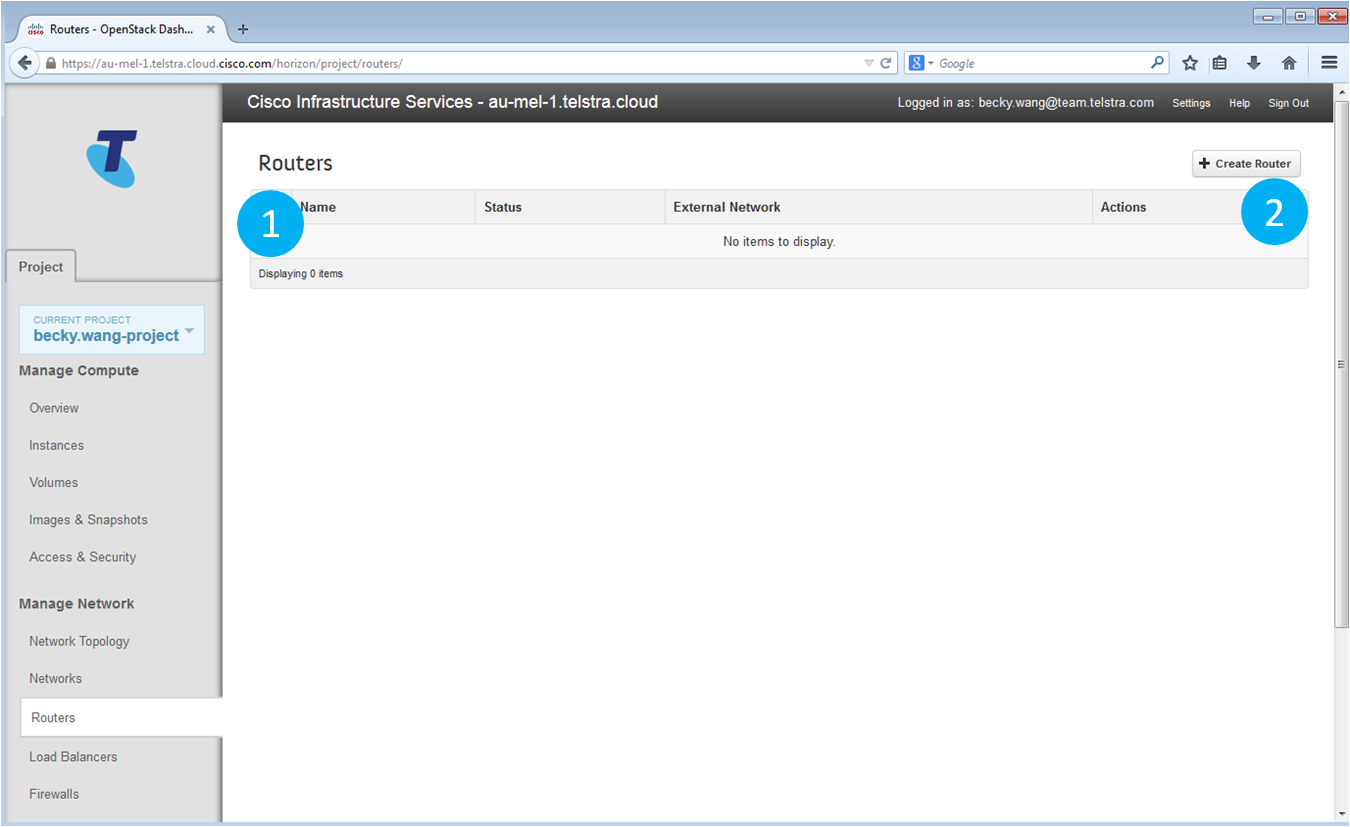 cisco Routers - OpenStack Dash...
https://au-mel-1.telstra.cloud.cisco.com/horizon/project/routers/
8 Google
T
Cisco Infrastructure Services - au-mel-1.telstra.cloud
Logged in as: becky.wang@team.telstra.com Settings Help Sign Out
Routers
+ Create Router
1 Name Status External Network Actions 2
No items to display.
Displaying 0 items
Project
CURRENT PROJECT
becky.wang-project
Manage Compute
Overview
Instances
Volumes
Images & Snapshots
Access & Security
Manage Network
Network Topology
Networks
Routers
Load Balancers
Firewalls